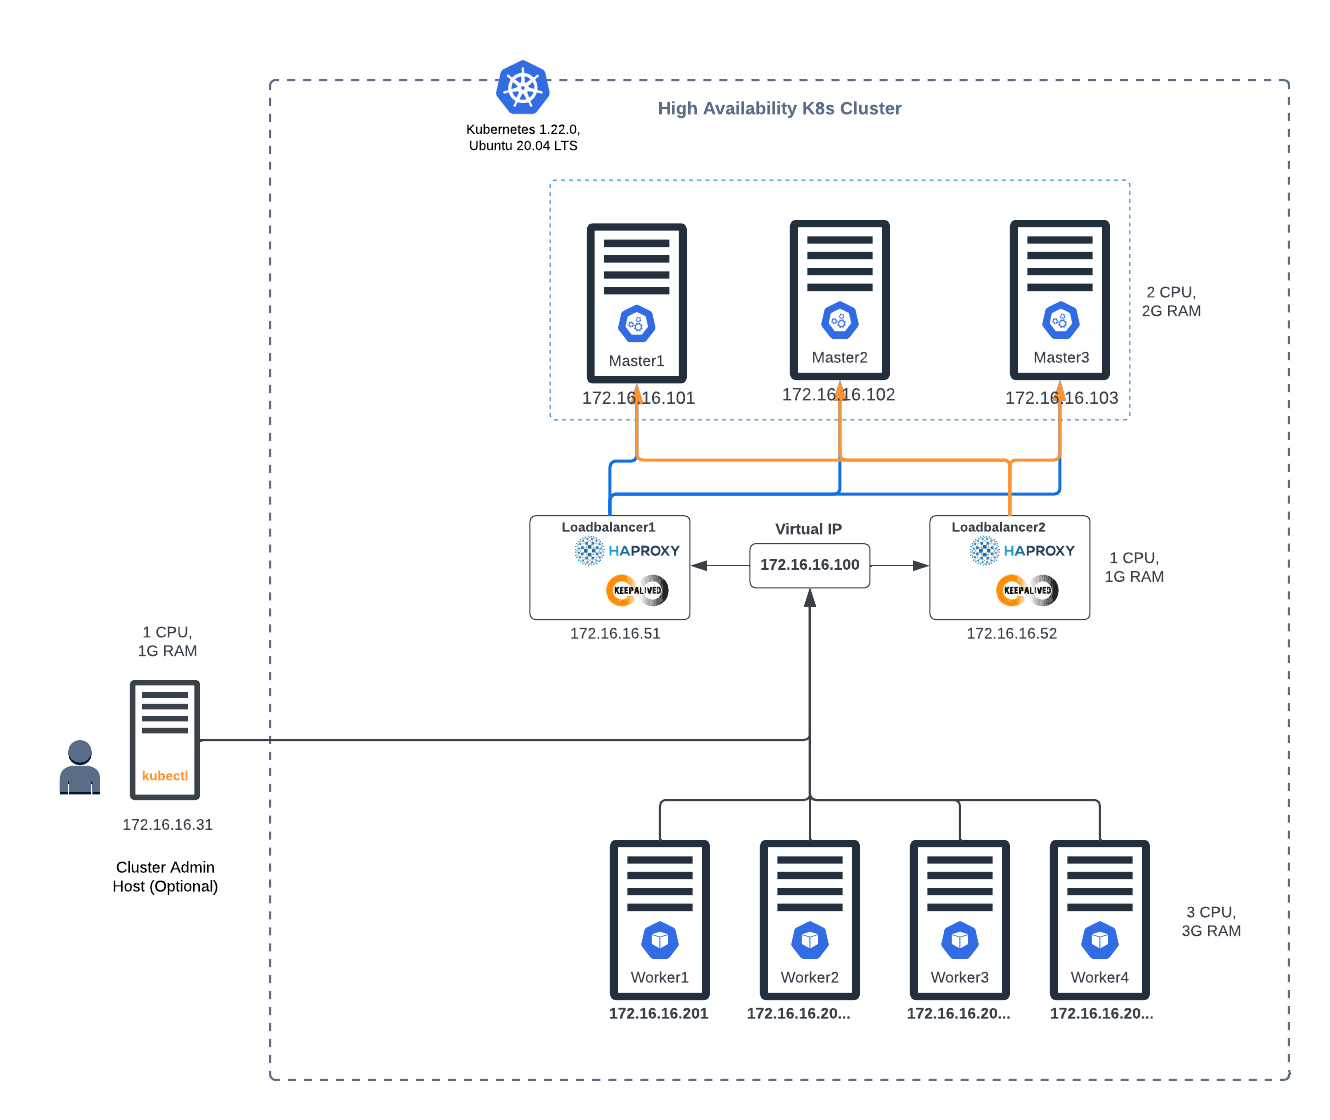 High Availability K8s Cluster
Kubernetes 1.22.0,
Ubuntu 20.04 LTS
Master1
Master2
Master3
172.16.16.101
172.16.16.102
172.16.16.103
2 CPU,
2G RAM
Loadbalancer1
HAPROXY
KEEPALIVED
172.16.16.51
Virtual IP
172.16.16.100
Loadbalancer2
HAPROXY
KEEPALIVED
172.16.16.52
1 CPU,
1G RAM
1 CPU,
1G RAM
kubectl
172.16.16.31
Cluster Admin
Host (Optional)
Worker1
Worker2
Worker3
Worker4
172.16.16.201
172.16.16.20...
172.16.16.20...
172.16.16.20...
3 CPU,
3G RAM